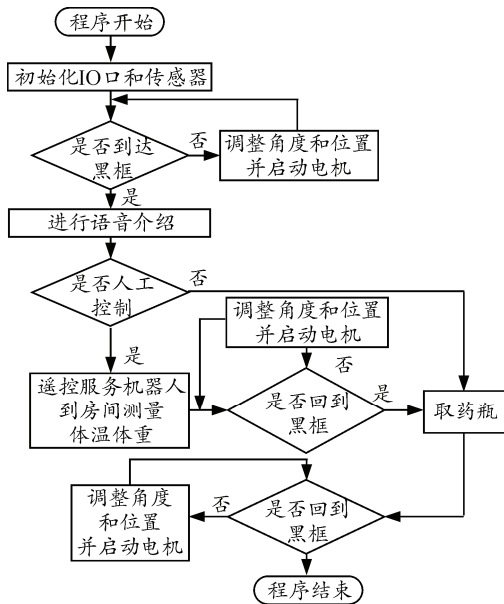 程序开始
初始化IO口和传感器
是否到达
黑框
否
调整角度和位置
并启动电机
是
进行语音介绍
是否人工
控制
否
调整角度和位置
并启动电机
是
否
遥控服务机器人
到房间测量
体温体重
是否回到
黑框
是
取药瓶
调整角度
和位置
并启动电机
否
是否回到
黑框
是
程序结束